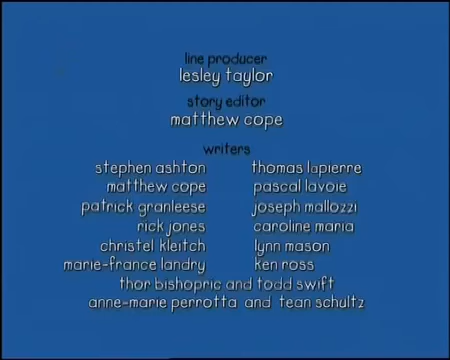 line producer
lesley taylor
story editor
matthew cope
writers
stephen ashton thomas lapierre
matthew cope pascal lavoie
patrick granleese joseph mallozzi
rick jones caroline maria
christel kleitch lynn mason
marie-france landry ken ross
thor bishopric and todd swift
anne-marie perrotta and tean schultz